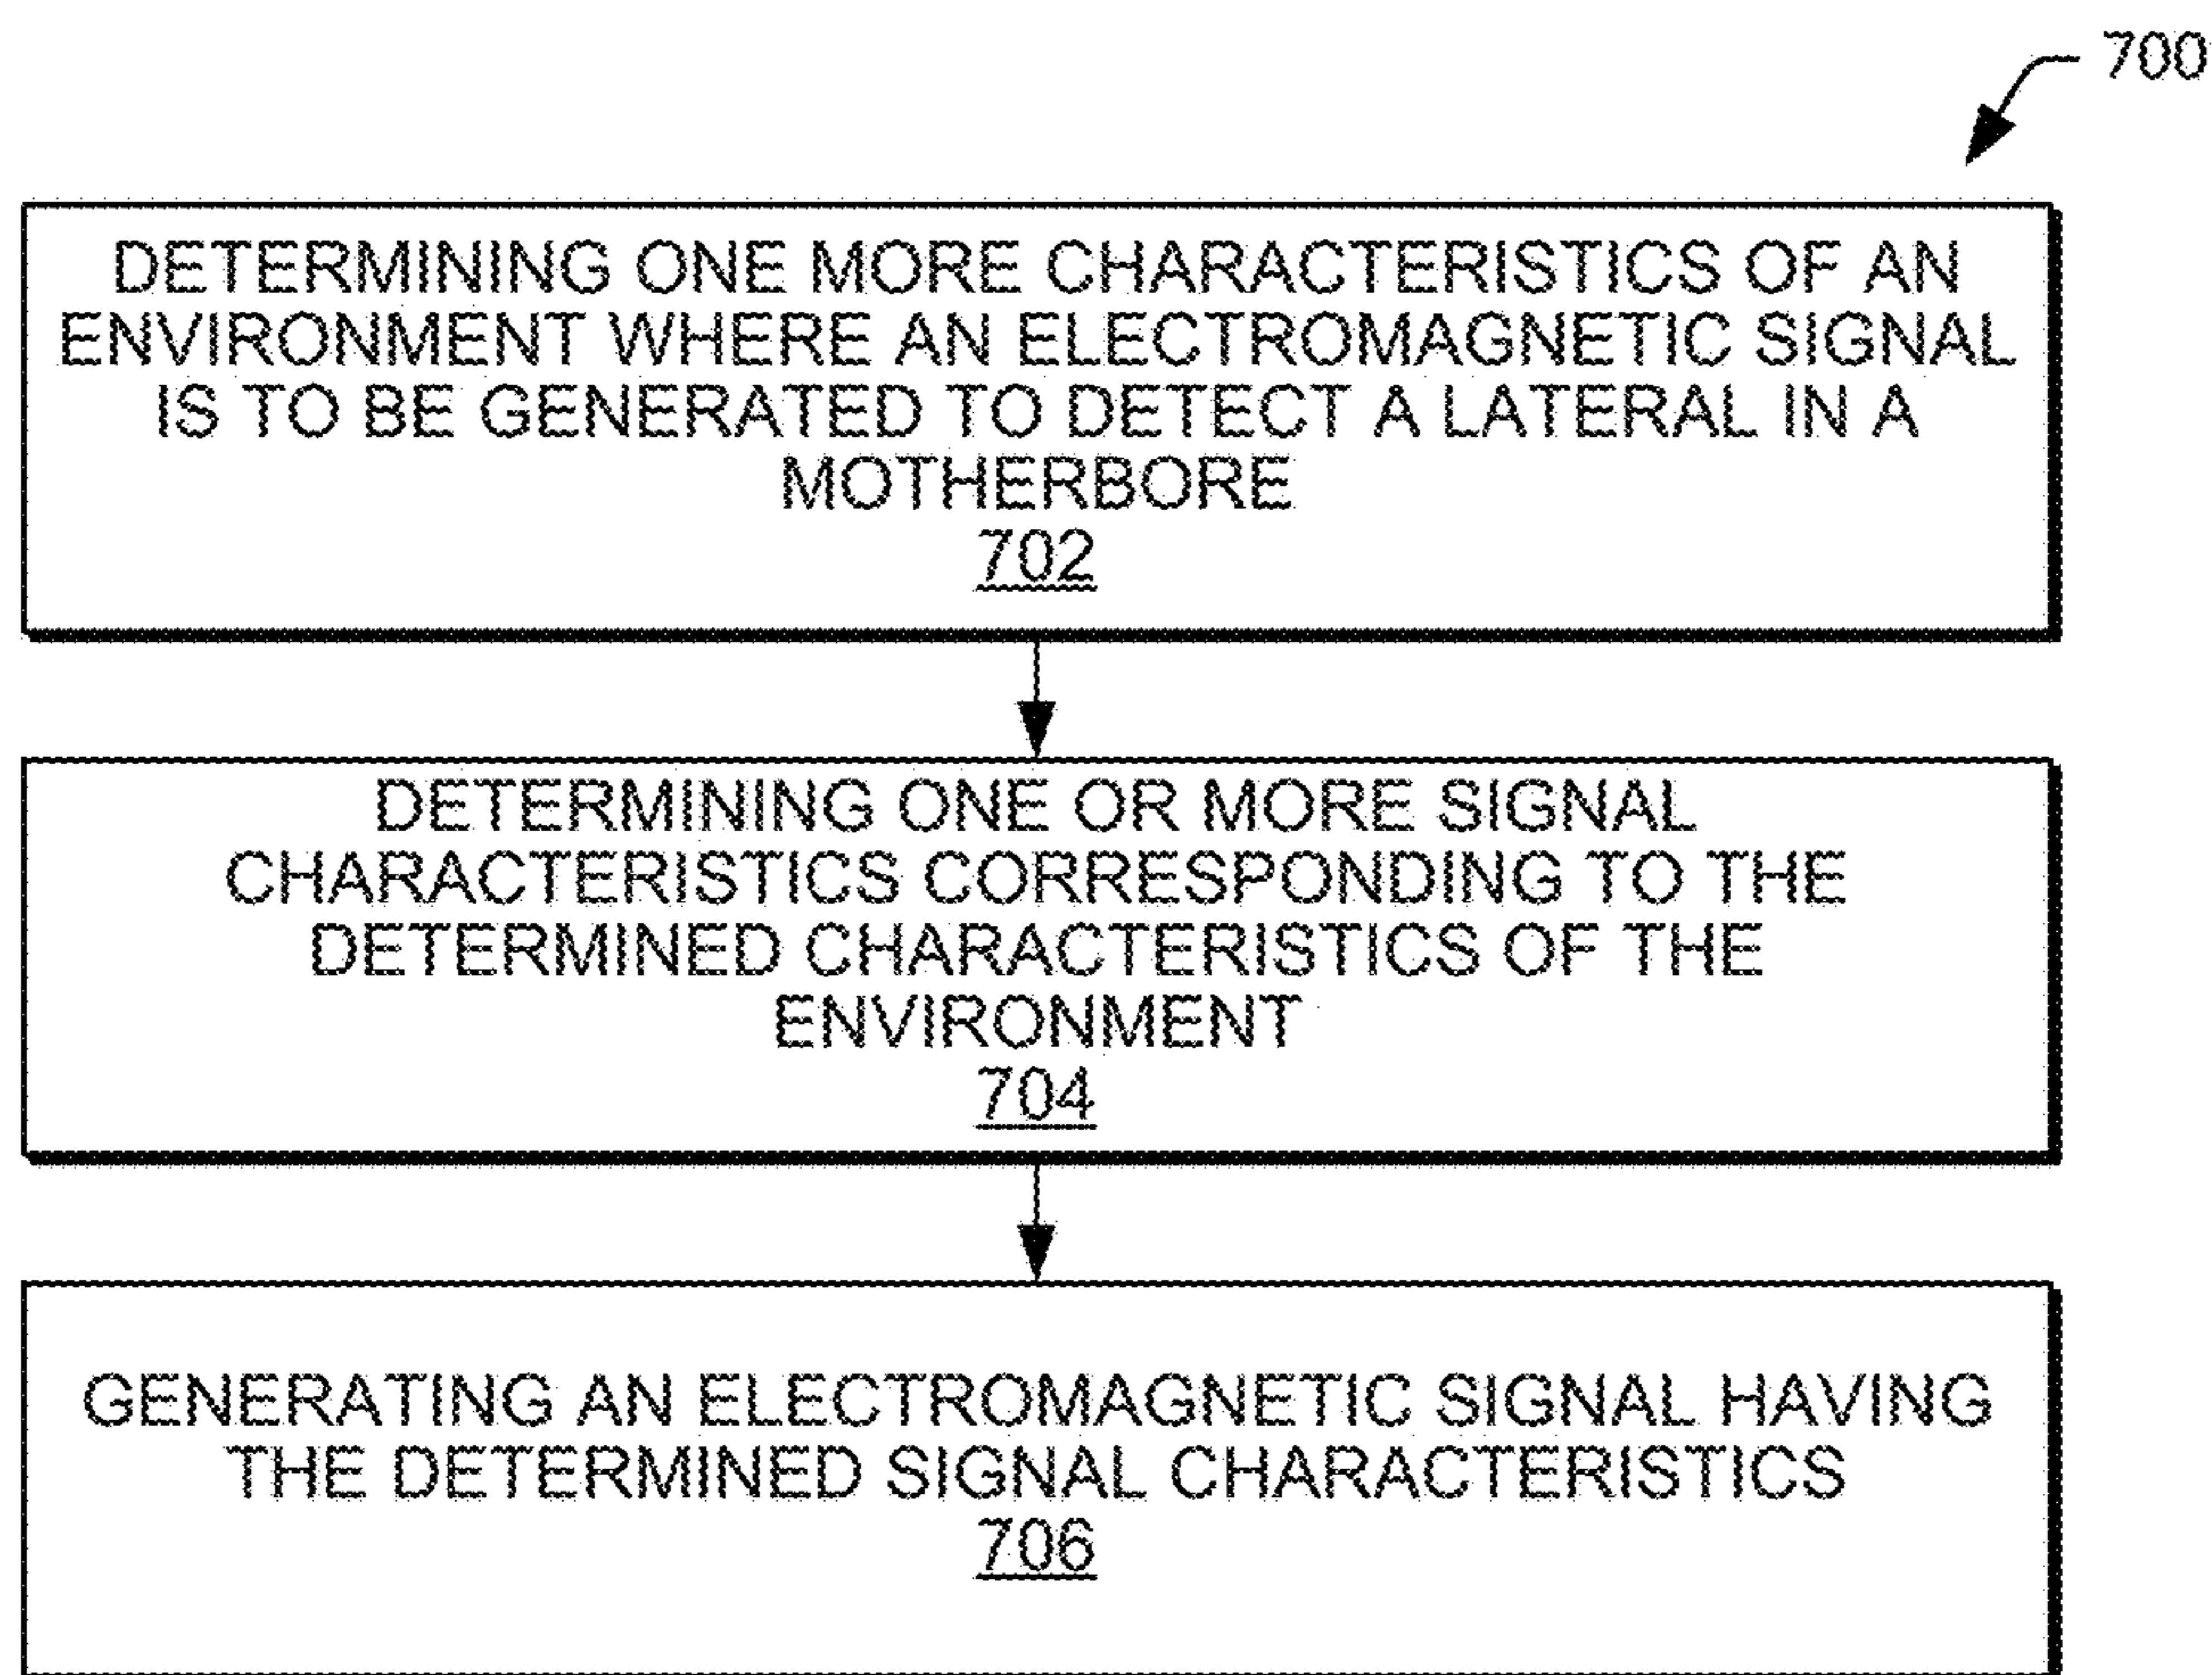 700
DETERMINING ONE MORE CHARACTERISTICS OF AN
ENVIRONMENT WHERE AN ELECTROMAGNETIC SIGNAL
IS TO BE GENERATED TO DETECT A LATERAL IN A
MOTHERBORE
702
DETERMINING ONE OR MORE SIGNAL
CHARACTERISTICS CORRESPONDING TO THE
DETERMINED CHARACTERISTICS OF THE
ENVIRONMENT
704
GENERATING AN ELECTROMAGNETIC SIGNAL HAVING
THE DETERMINED SIGNAL CHARACTERISTICS
706